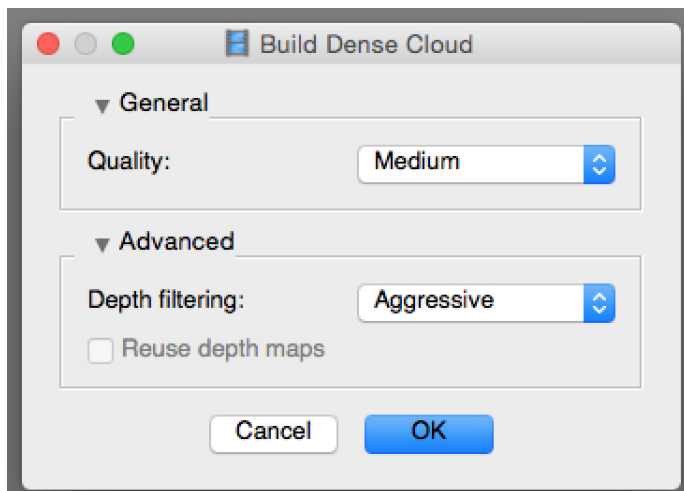 Build Dense Cloud
General
Quality: Medium
Advanced
Depth filtering: Aggressive
Reuse depth maps
Cancel OK